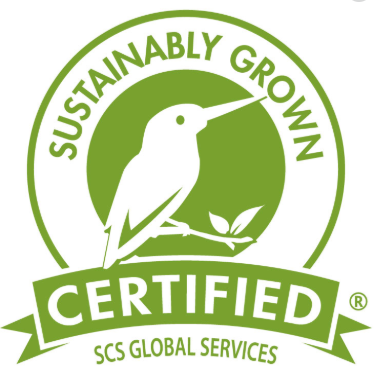 SUSTAINABLY GROWN
CERTIFIED®
SCS GLOBAL SERVICES